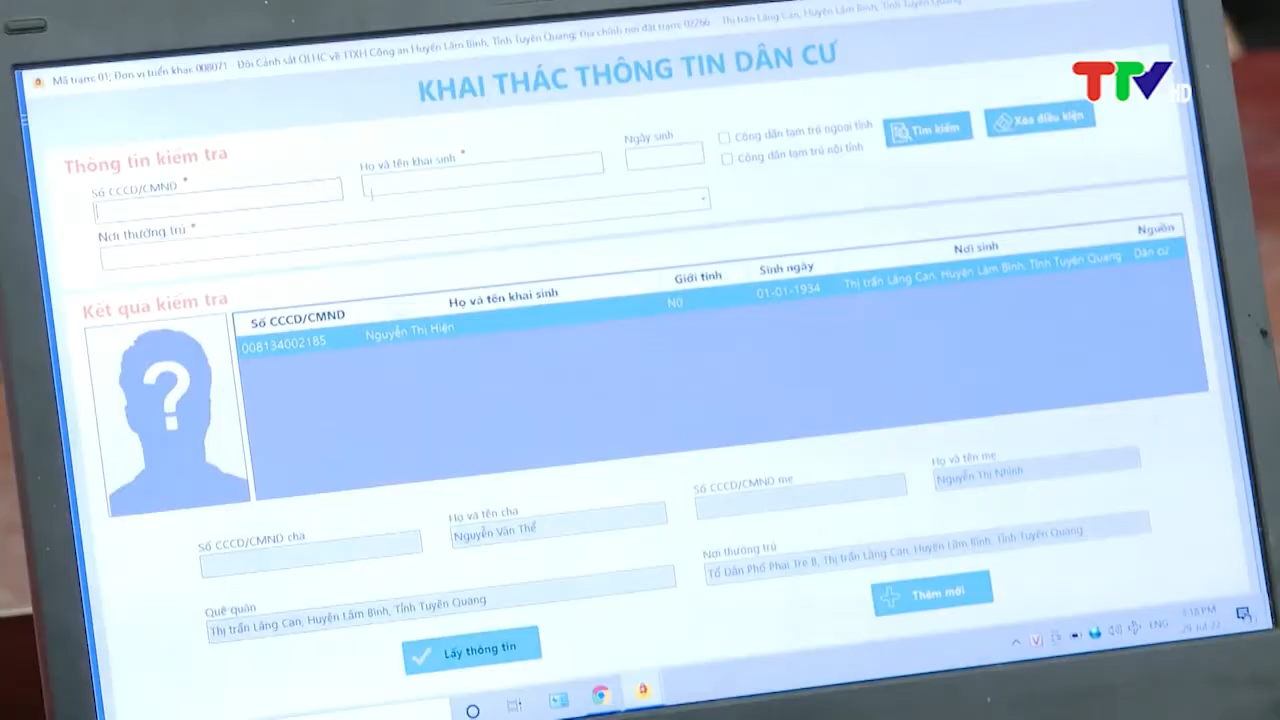 Mã trạm: 01; Đơn vị triển khai: 008071 - Đội Cảnh sát QLHC về TTXH Công an Huyện Lâm Bình, Tỉnh Tuyên Quang; Địa chính nơi đặt trạm: 02266 - Thị trấn Lăng Can, Huyện Lâm Bình, Tỉnh Tuyên Quang
KHAI THÁC THÔNG TIN DÂN CƯ
TTV HD
Thông tin kiểm tra
Số CCCD/CMND *
Họ và tên khai sinh *
Ngày sinh
Công dân tạm trú ngoại tỉnh
Công dân tạm trú nội tỉnh
Tìm kiếm
Xóa điều kiện
Nơi thường trú *
Kết quả kiểm tra
Số CCCD/CMND Họ và tên khai sinh Giới tính Sinh ngày Nơi sinh Nguồn
008134002185 Nguyễn Thị Hiện Nữ 01-01-1934 Thị trấn Lăng Can, Huyện Lâm Bình, Tỉnh Tuyên Quang Dân cư
?
Số CCCD/CMND cha
Họ và tên cha
Nguyễn Văn Thể
Số CCCD/CMND mẹ
Họ và tên mẹ
Nguyễn Thị Nhình
Quê quán
Thị trấn Lăng Can, Huyện Lâm Bình, Tỉnh Tuyên Quang
Nơi thường trú
Tổ Dân Phố Phai Tre B, Thị trấn Lăng Can, Huyện Lâm Bình, Tỉnh Tuyên Quang
Lấy thông tin
Thêm mới
ENG
3:18 PM
29-Jul-22